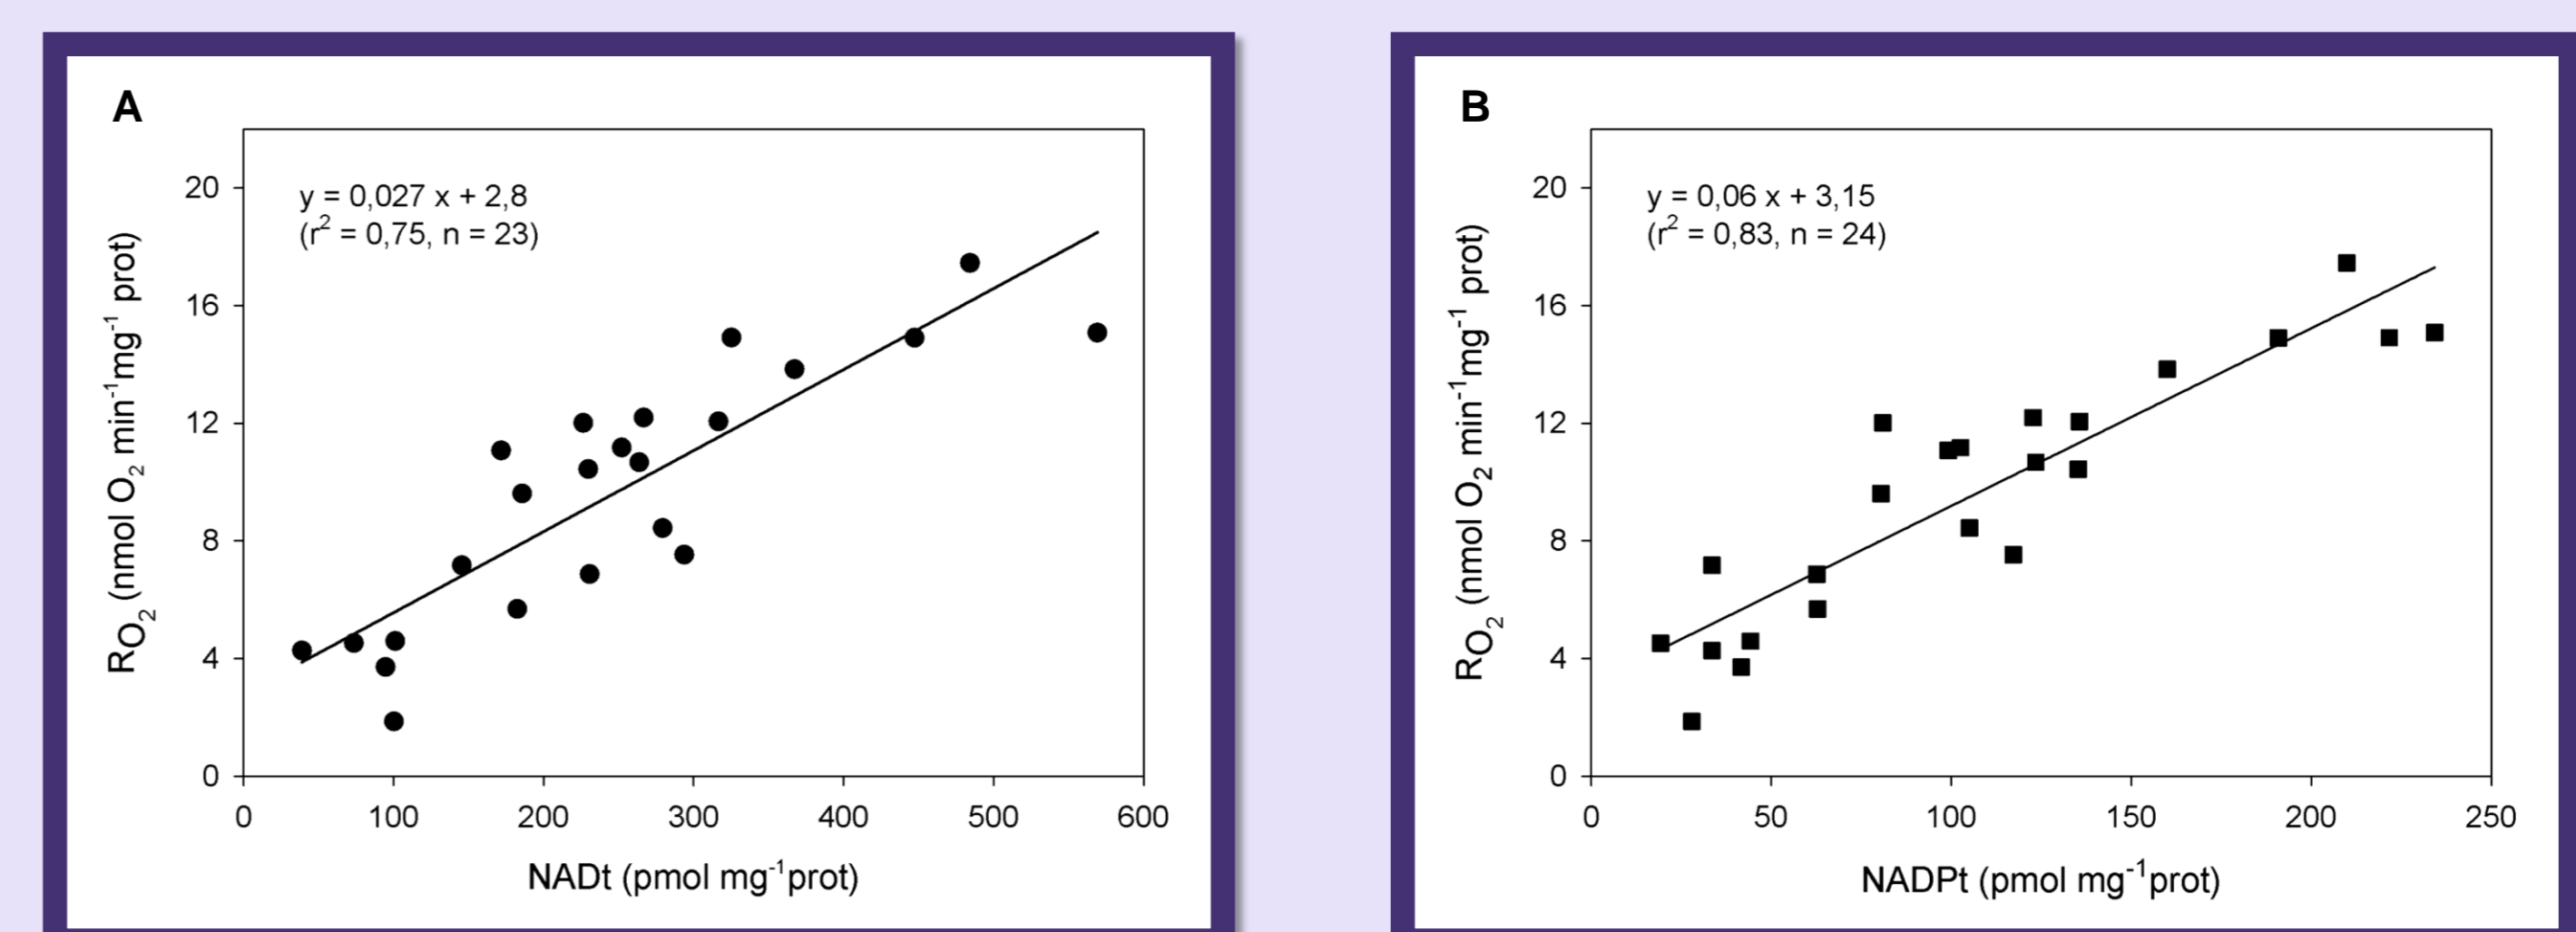 A
y = 0,027 x + 2,8
(r² = 0,75, n = 23)
20
16
12
8
4
0
R_O₂ (nmol O₂ min⁻¹mg⁻¹ prot)
0 100 200 300 400 500 600
NADt (pmol mg⁻¹prot)
B
y = 0,06 x + 3,15
(r² = 0,83, n = 24)
20
16
12
8
4
0
R_O₂ (nmol O₂ min⁻¹mg⁻¹ prot)
0 50 100 150 200 250
NADPt (pmol mg⁻¹prot)